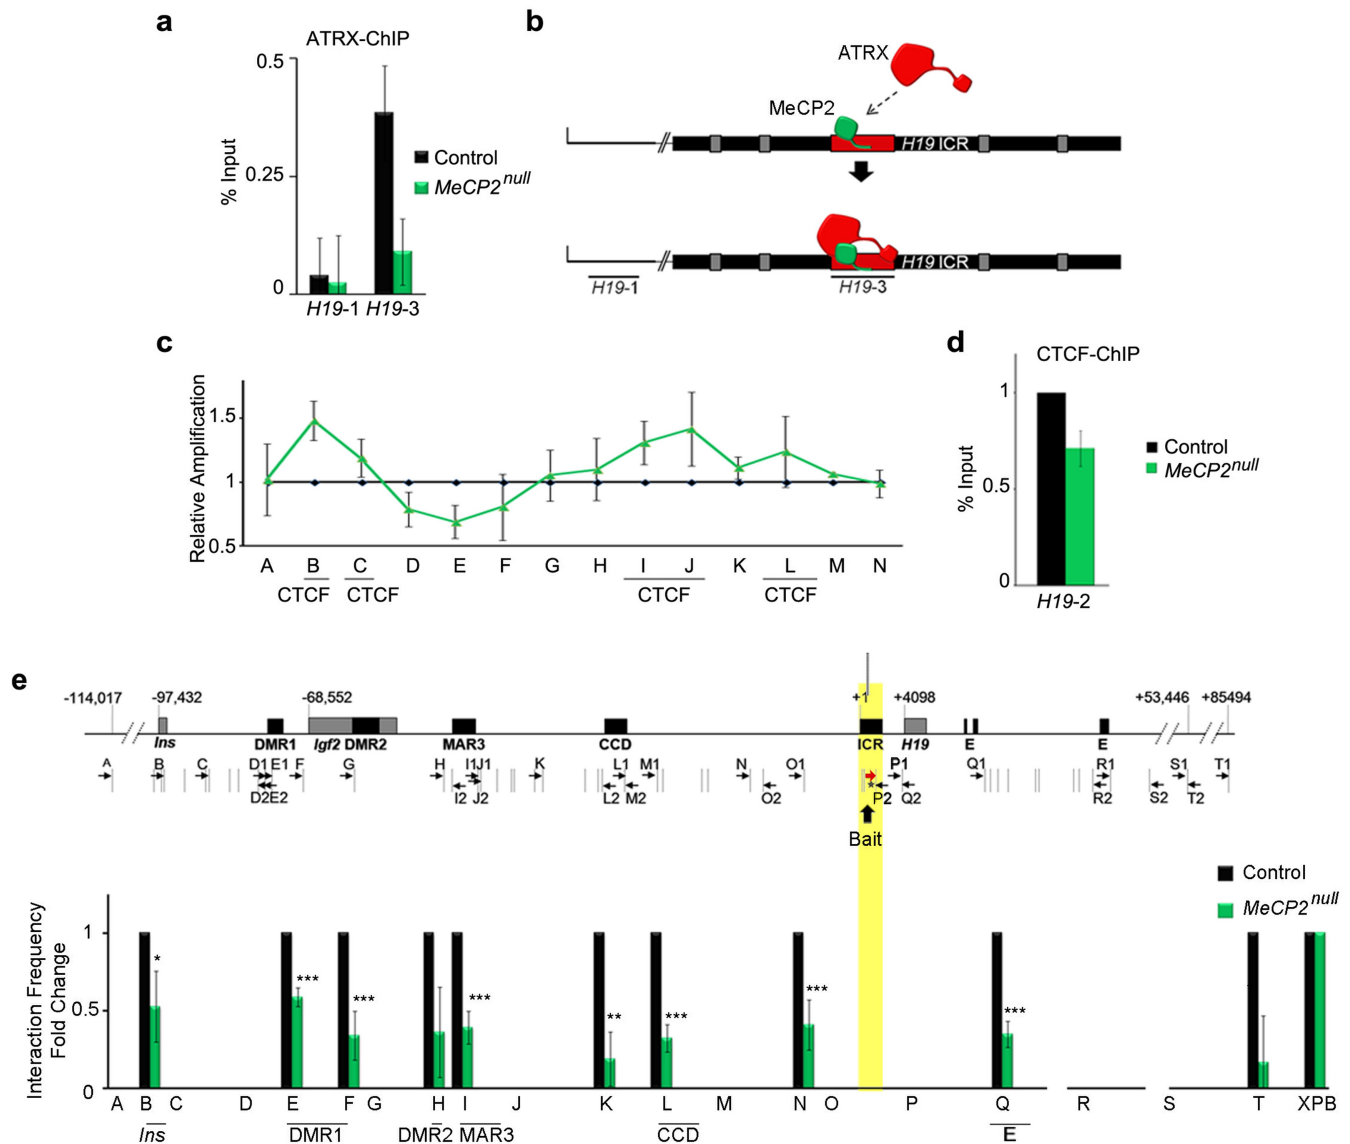 a
ATRX-ChIP
0.5
0.25
0
% Input
Control
MeCP2null
H19-1 H19-3
b
ATRX
MeCP2
H19 ICR
H19 ICR
H19-1
H19-3
c
Relative Amplification
1.5
1
0.5
A B C D E F G H I J K L M N
CTCF CTCF CTCF CTCF
d
CTCF-ChIP
1
0.5
0
% Input
Control
MeCP2null
H19-2
e
-114,017 -97,432 -68,552 +1 +4098 +53,446 +85494
Ins DMR1 Igf2 DMR2 MAR3 CCD ICR H19 E E
A B C D1 E1 F G H I1 J1 K L1 M1 N O1 P1 Q1 R1 S1 T1
D2 E2 I2 J2 L2 M2 O2 * P2 Q2 R2 S2 T2
Bait
Control
MeCP2null
Interaction Frequency
Fold Change
1
0.5
0
* *** *** *** ** *** *** ***
A B C D E F G H I J K L M N O P Q R S T XPB
Ins DMR1 DMR2 MAR3 CCD E